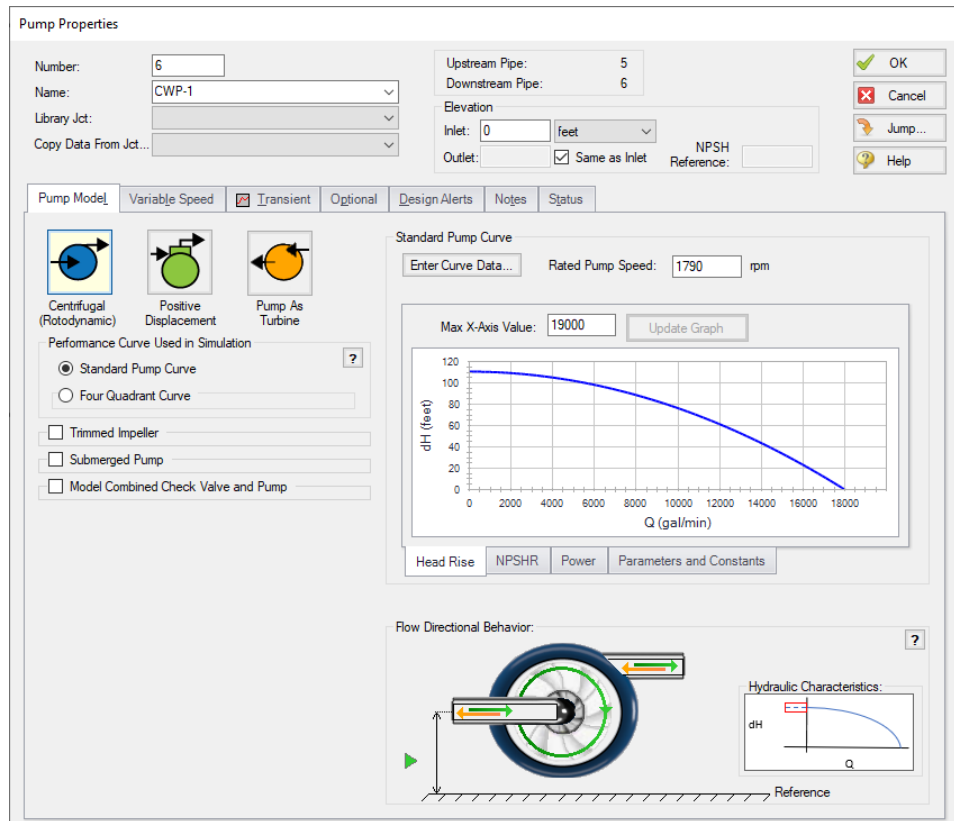 Pump Properties
Number: 6
Name: CWP-1
Library Jct:
Copy Data From Jct...
Upstream Pipe: 5
Downstream Pipe: 6
Elevation
Inlet: 0 feet
Outlet: Same as Inlet
NPSH
Reference:
OK
Cancel
Jump...
Help
Pump Model
Variable Speed
Transient
Optional
Design Alerts
Notes
Status
Centrifugal
(Rotodynamic)
Positive
Displacement
Pump As
Turbine
Performance Curve Used in Simulation
?
Standard Pump Curve
Four Quadrant Curve
Trimmed Impeller
Submerged Pump
Model Combined Check Valve and Pump
Standard Pump Curve
Enter Curve Data... Rated Pump Speed: 1790 rpm
Max X-Axis Value: 19000 Update Graph
dH (feet)
120
100
80
60
40
20
0
0 2000 4000 6000 8000 10000 12000 14000 16000 18000
Q (gal/min)
Head Rise
NPSHR
Power
Parameters and Constants
Flow Directional Behavior:
?
Hydraulic Characteristics:
dH
Q
Reference